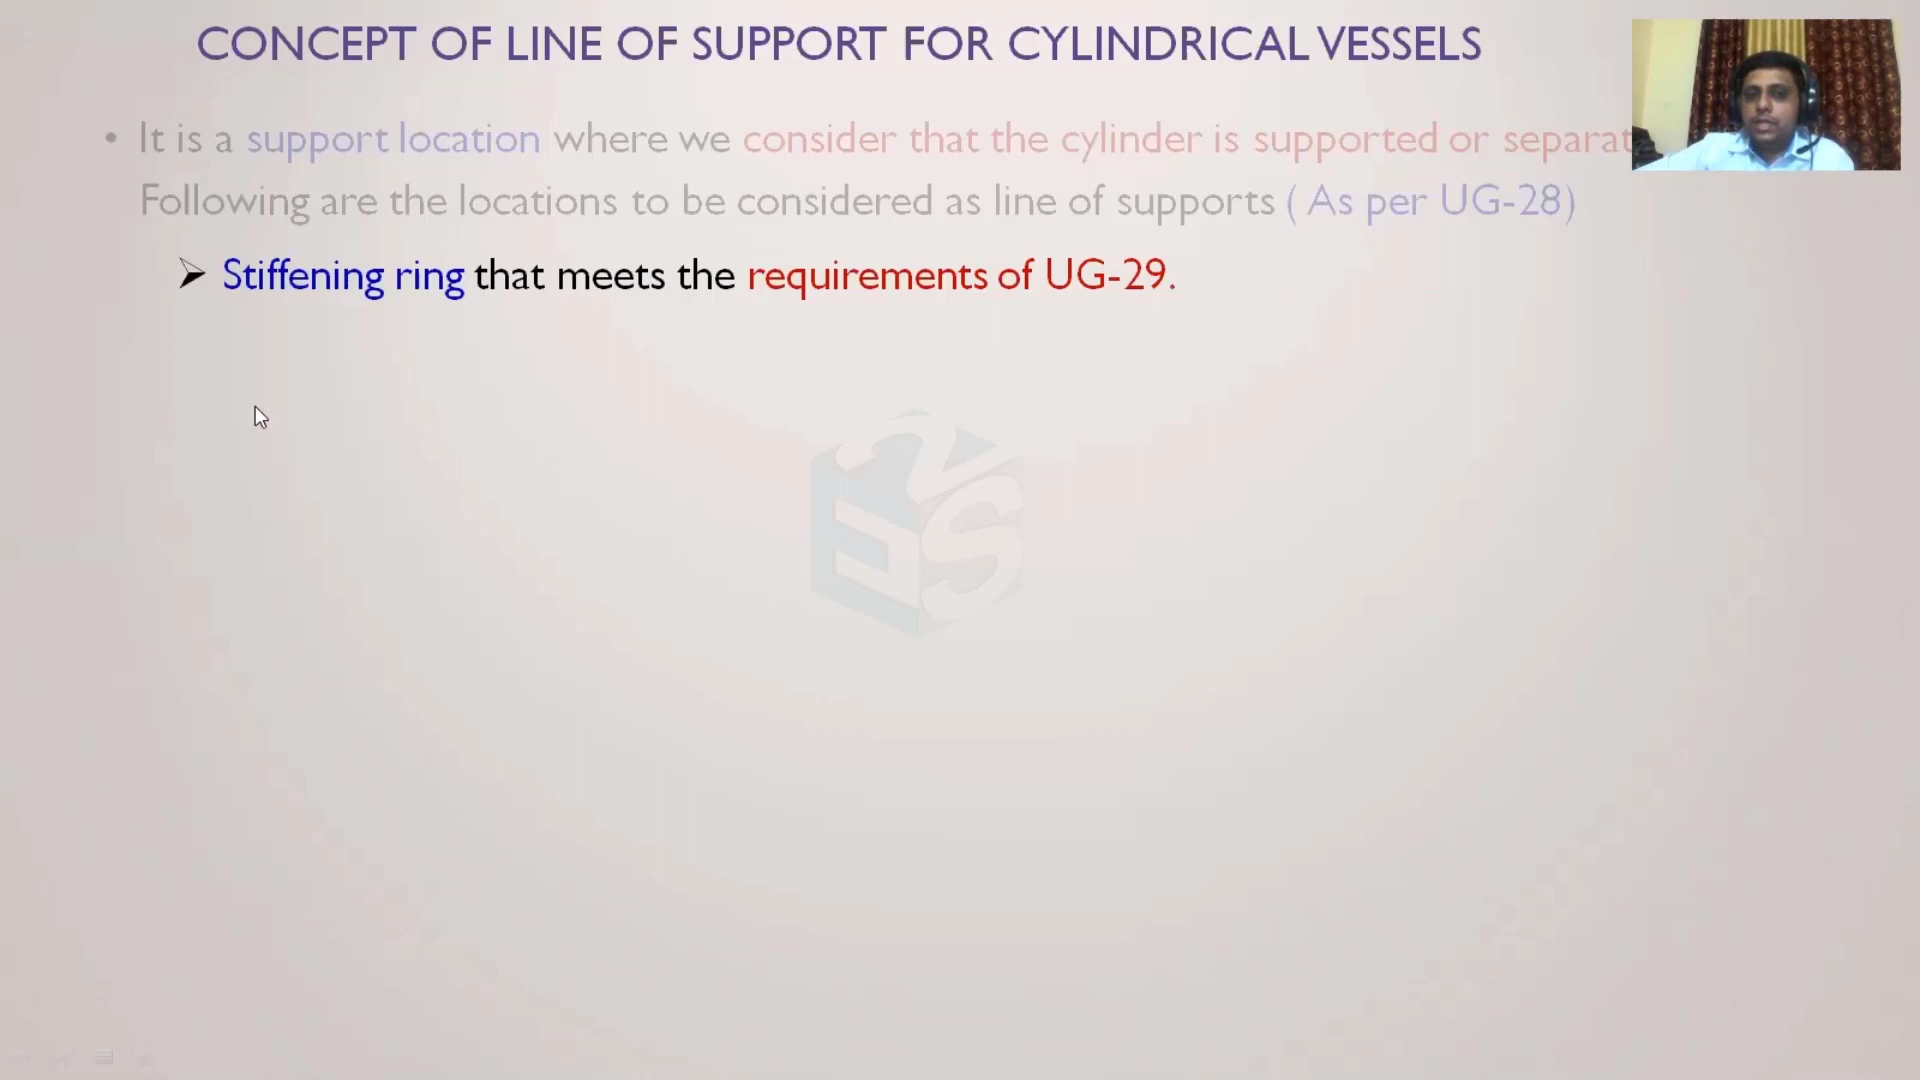 CONCEPT OF LINE OF SUPPORT FOR CYLINDRICAL VESSELS
• It is a support location where we consider that the cylinder is supported or
Following are the locations to be considered as line of supports ( As per UG-28)
➢ Stiffening ring that meets the requirements of UG-29.
ENS